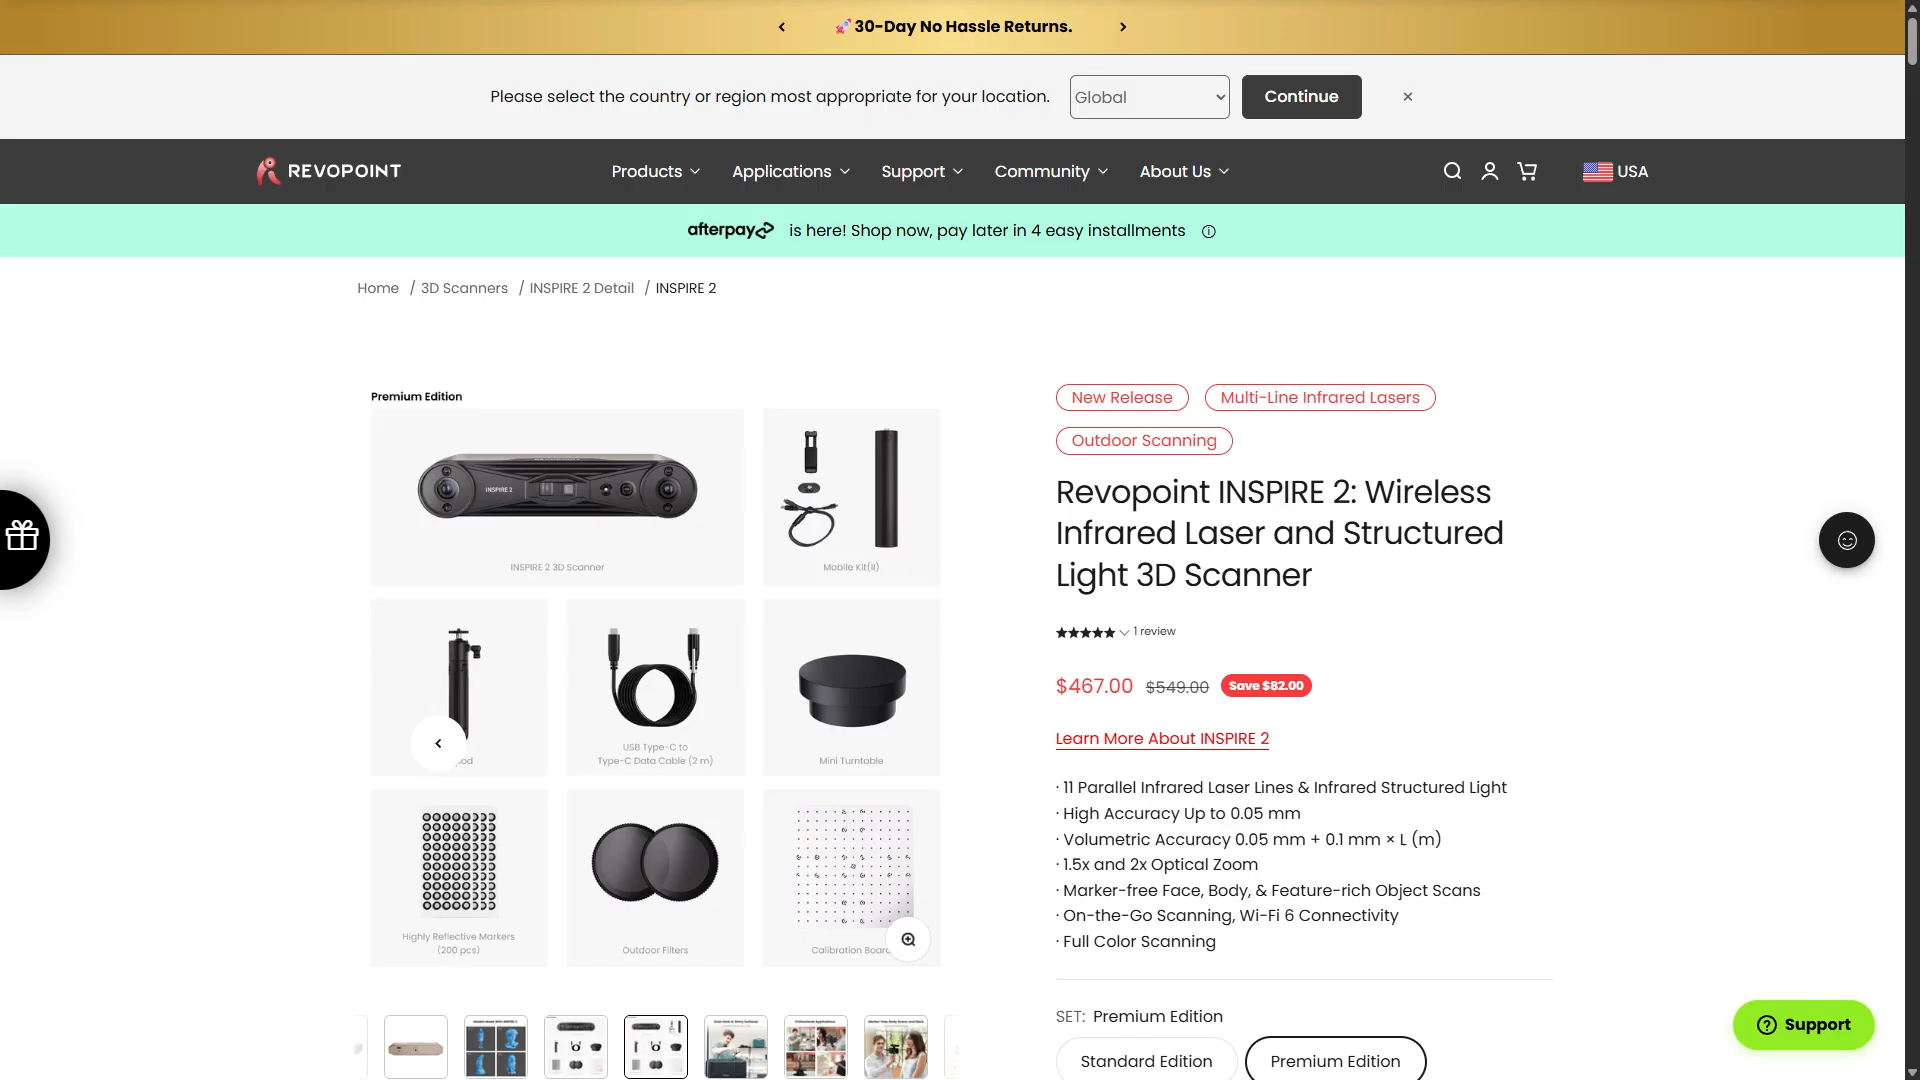 🚀 30-Day No Hassle Returns.
Please select the country or region most appropriate for your location.
Global
Continue
REVOPOINT
Products
Applications
Support
Community
About Us
USA
afterpay is here! Shop now, pay later in 4 easy installments
Home / 3D Scanners / INSPIRE 2 Detail / INSPIRE 2
Premium Edition
INSPIRE 2
INSPIRE 2 3D Scanner
Mobile Kit(II)
USB Type-C to
Type-C Data Cable (2 m)
Mini Turntable
Highly Reflective Markers
(200 pcs)
Outdoor Filters
Calibration Board
New Release
Multi-Line Infrared Lasers
Outdoor Scanning
Revopoint INSPIRE 2: Wireless
Infrared Laser and Structured
Light 3D Scanner
★★★★★ 1 review
$467.00 $549.00 Save $82.00
Learn More About INSPIRE 2
· 11 Parallel Infrared Laser Lines & Infrared Structured Light
· High Accuracy Up to 0.05 mm
· Volumetric Accuracy 0.05 mm + 0.1 mm × L (m)
· 1.5x and 2x Optical Zoom
· Marker-free Face, Body, & Feature-rich Object Scans
· On-the-Go Scanning, Wi-Fi 6 Connectivity
· Full Color Scanning
SET: Premium Edition
Standard Edition
Premium Edition
Support